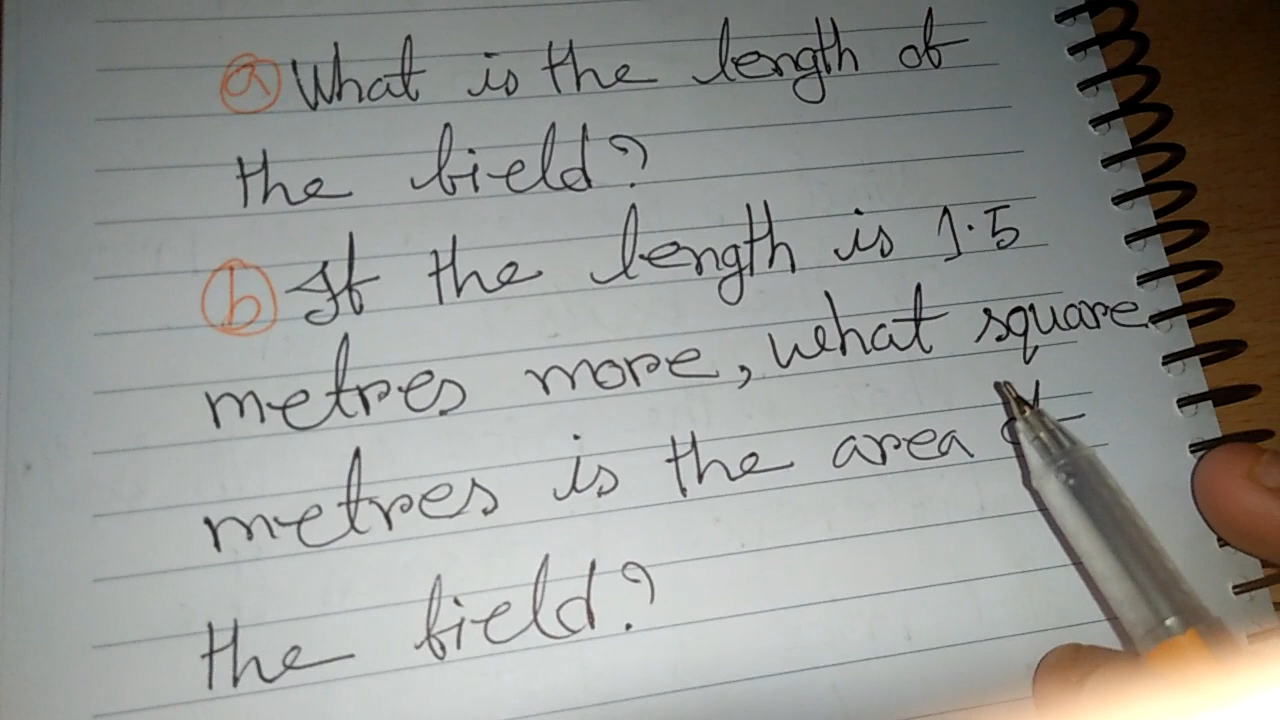 a What is the length of
the field?
b If the length is 1.5
metres more, what square
metres is the area
the field?